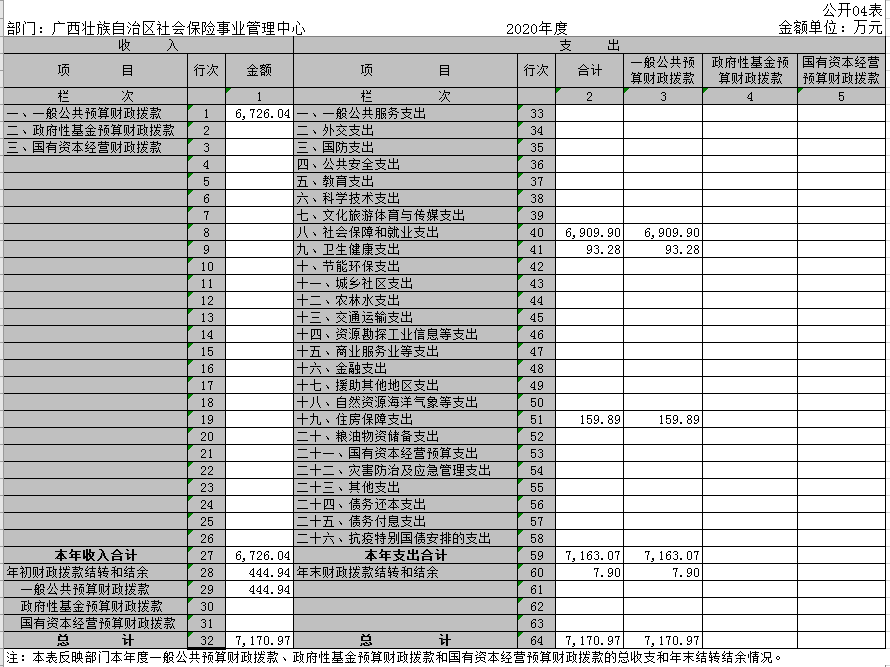 公开04表
部门：广西壮族自治区社会保险事业管理中心 2020年度 金额单位：万元
收 入 支 出
项 目 行次 金额 项 目 行次 合计 一般公共预算财政拨款 政府性基金预算财政拨款 国有资本经营预算财政拨款
栏 次 1 栏 次 2 3 4 5
一、一般公共预算财政拨款 1 6,726.04 一、一般公共服务支出 33
二、政府性基金预算财政拨款 2 二、外交支出 34
三、国有资本经营财政拨款 3 三、国防支出 35
4 四、公共安全支出 36
5 五、教育支出 37
6 六、科学技术支出 38
7 七、文化旅游体育与传媒支出 39
8 八、社会保障和就业支出 40 6,909.90 6,909.90
9 九、卫生健康支出 41 93.28 93.28
10 十、节能环保支出 42
11 十一、城乡社区支出 43
12 十二、农林水支出 44
13 十三、交通运输支出 45
14 十四、资源勘探工业信息等支出 46
15 十五、商业服务业等支出 47
16 十六、金融支出 48
17 十七、援助其他地区支出 49
18 十八、自然资源海洋气象等支出 50
19 十九、住房保障支出 51 159.89 159.89
20 二十、粮油物资储备支出 52
21 二十一、国有资本经营预算支出 53
22 二十二、灾害防治及应急管理支出 54
23 二十三、其他支出 55
24 二十四、债务还本支出 56
25 二十五、债务付息支出 57
26 二十六、抗疫特别国债安排的支出 58
本年收入合计 27 6,726.04 本年支出合计 59 7,163.07 7,163.07
年初财政拨款结转和结余 28 444.94 年末财政拨款结转和结余 60 7.90 7.90
一般公共预算财政拨款 29 444.94 61
政府性基金预算财政拨款 30 62
国有资本经营预算财政拨款 31 63
总 计 32 7,170.97 总 计 64 7,170.97 7,170.97
注：本表反映部门本年度一般公共预算财政拨款、政府性基金预算财政拨款和国有资本经营预算财政拨款的总收支和年末结转结余情况。